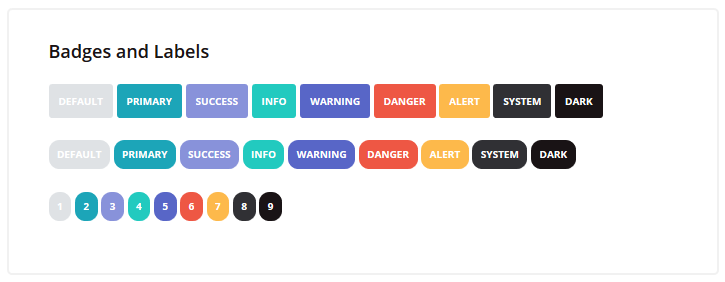 Badges and Labels
DEFAULT PRIMARY SUCCESS INFO WARNING DANGER ALERT SYSTEM DARK
DEFAULT PRIMARY SUCCESS INFO WARNING DANGER ALERT SYSTEM DARK
1 2 3 4 5 6 7 8 9